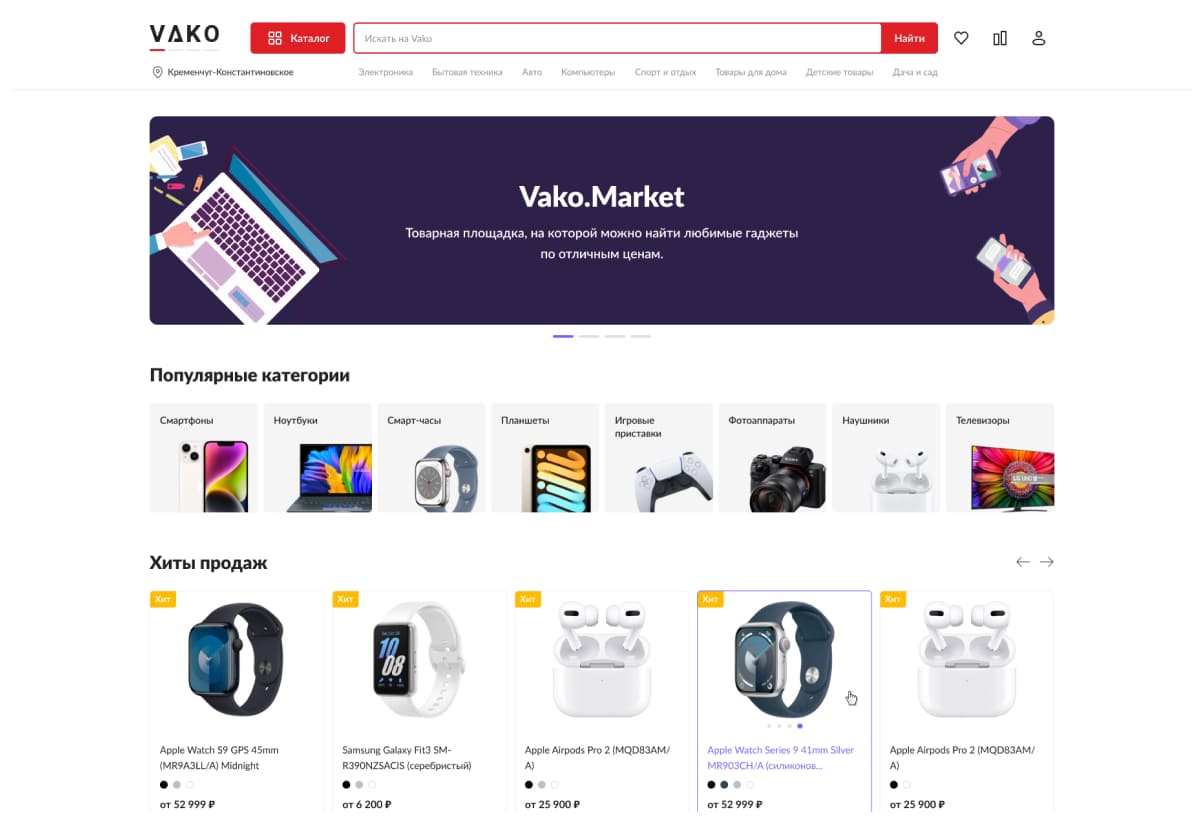 VAKO
Каталог
Искать на Vako
Найти
Кременчуг-Константиновское
Электроника
Бытовая техника
Авто
Компьютеры
Спорт и отдых
Товары для дома
Детские товары
Дача и сад
Vako.Market
Товарная площадка, на которой можно найти любимые гаджеты
по отличным ценам.
Популярные категории
Смартфоны
Ноутбуки
Смарт-часы
Планшеты
Игровые
приставки
Фотоаппараты
Наушники
Телевизоры
SONY
Хиты продаж
Хит
Хит
Хит
Хит
Хит
10
08
Apple Watch S9 GPS 45mm
(MR9A3LL/A) Midnight
от 52 999 ₽
Samsung Galaxy Fit3 SM-
R390NZSACIS (серебристый)
от 6 200 ₽
Apple Airpods Pro 2 (MQD83AM/
A)
от 25 900 ₽
Apple Watch Series 9 41mm Silver
MR903CH/A (силиконов...
от 52 999 ₽
Apple Airpods Pro 2 (MQD83AM/
A)
от 25 900 ₽